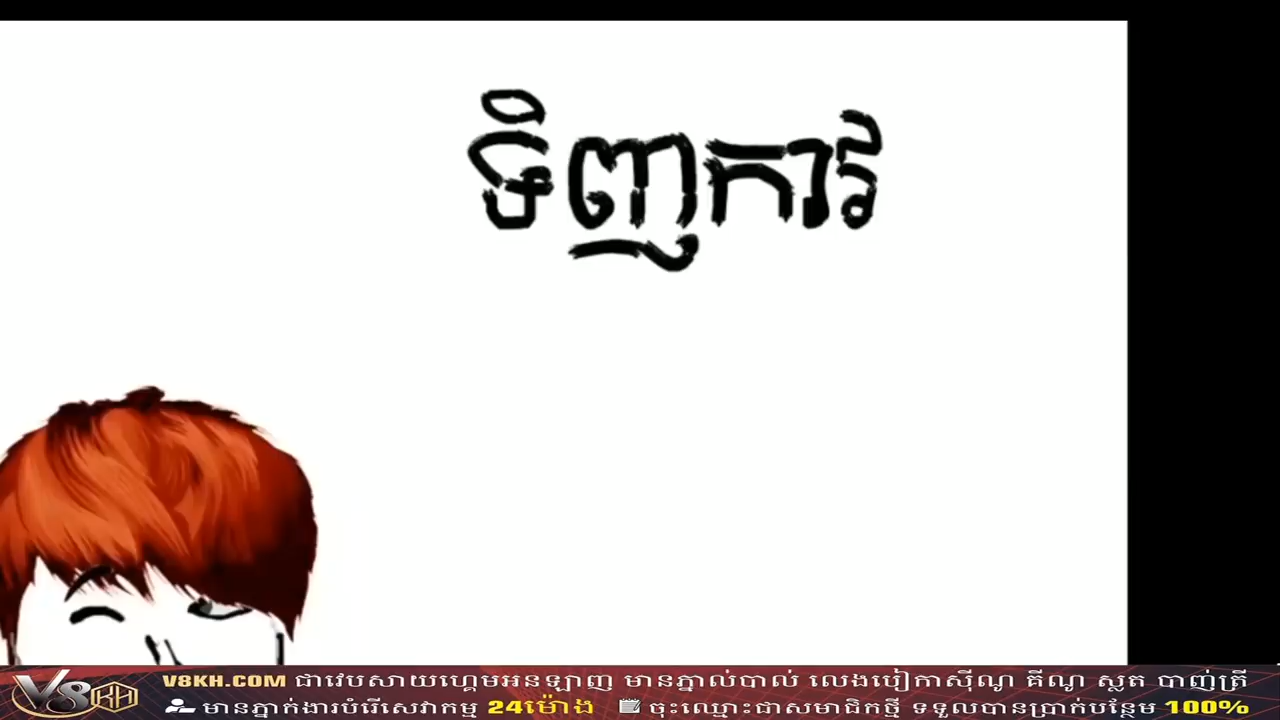 ទិញការ៍
V8KH
V8KH.COM ជាវេបសាយហ្គេមអនឡាញ មានភ្នាល់បាល់ លេងបៀកាស៊ីណូ គីណូ ស្លត បាញ់ត្រី
មានភ្នាក់ងារបំរើសេវាកម្ម 24ម៉ោង ចុះឈ្មោះជាសមាជិកថ្មី ទទួលបានប្រាក់បន្ថែម 100%